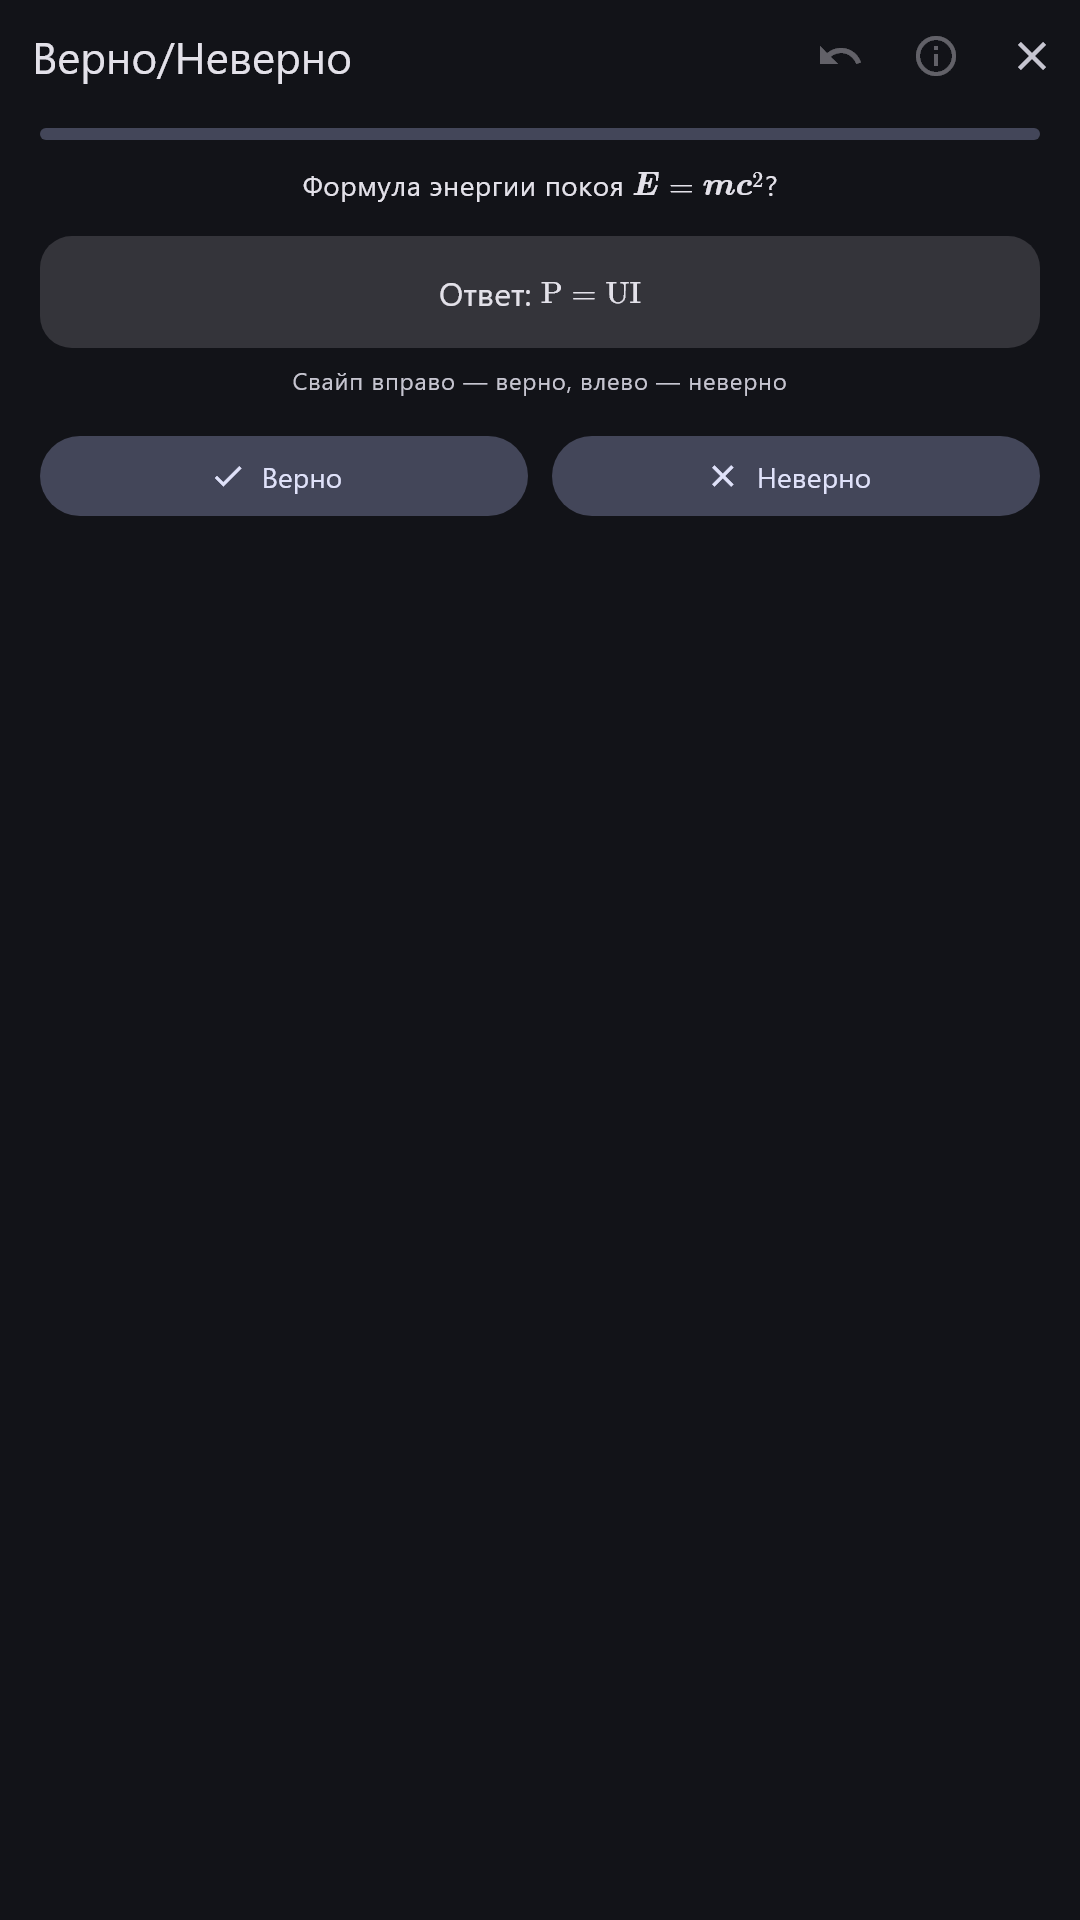 Верно/Неверно
Формула энергии покоя E = mc²?
Ответ: P = UI
Свайп вправо — верно, влево — неверно
Верно
Неверно